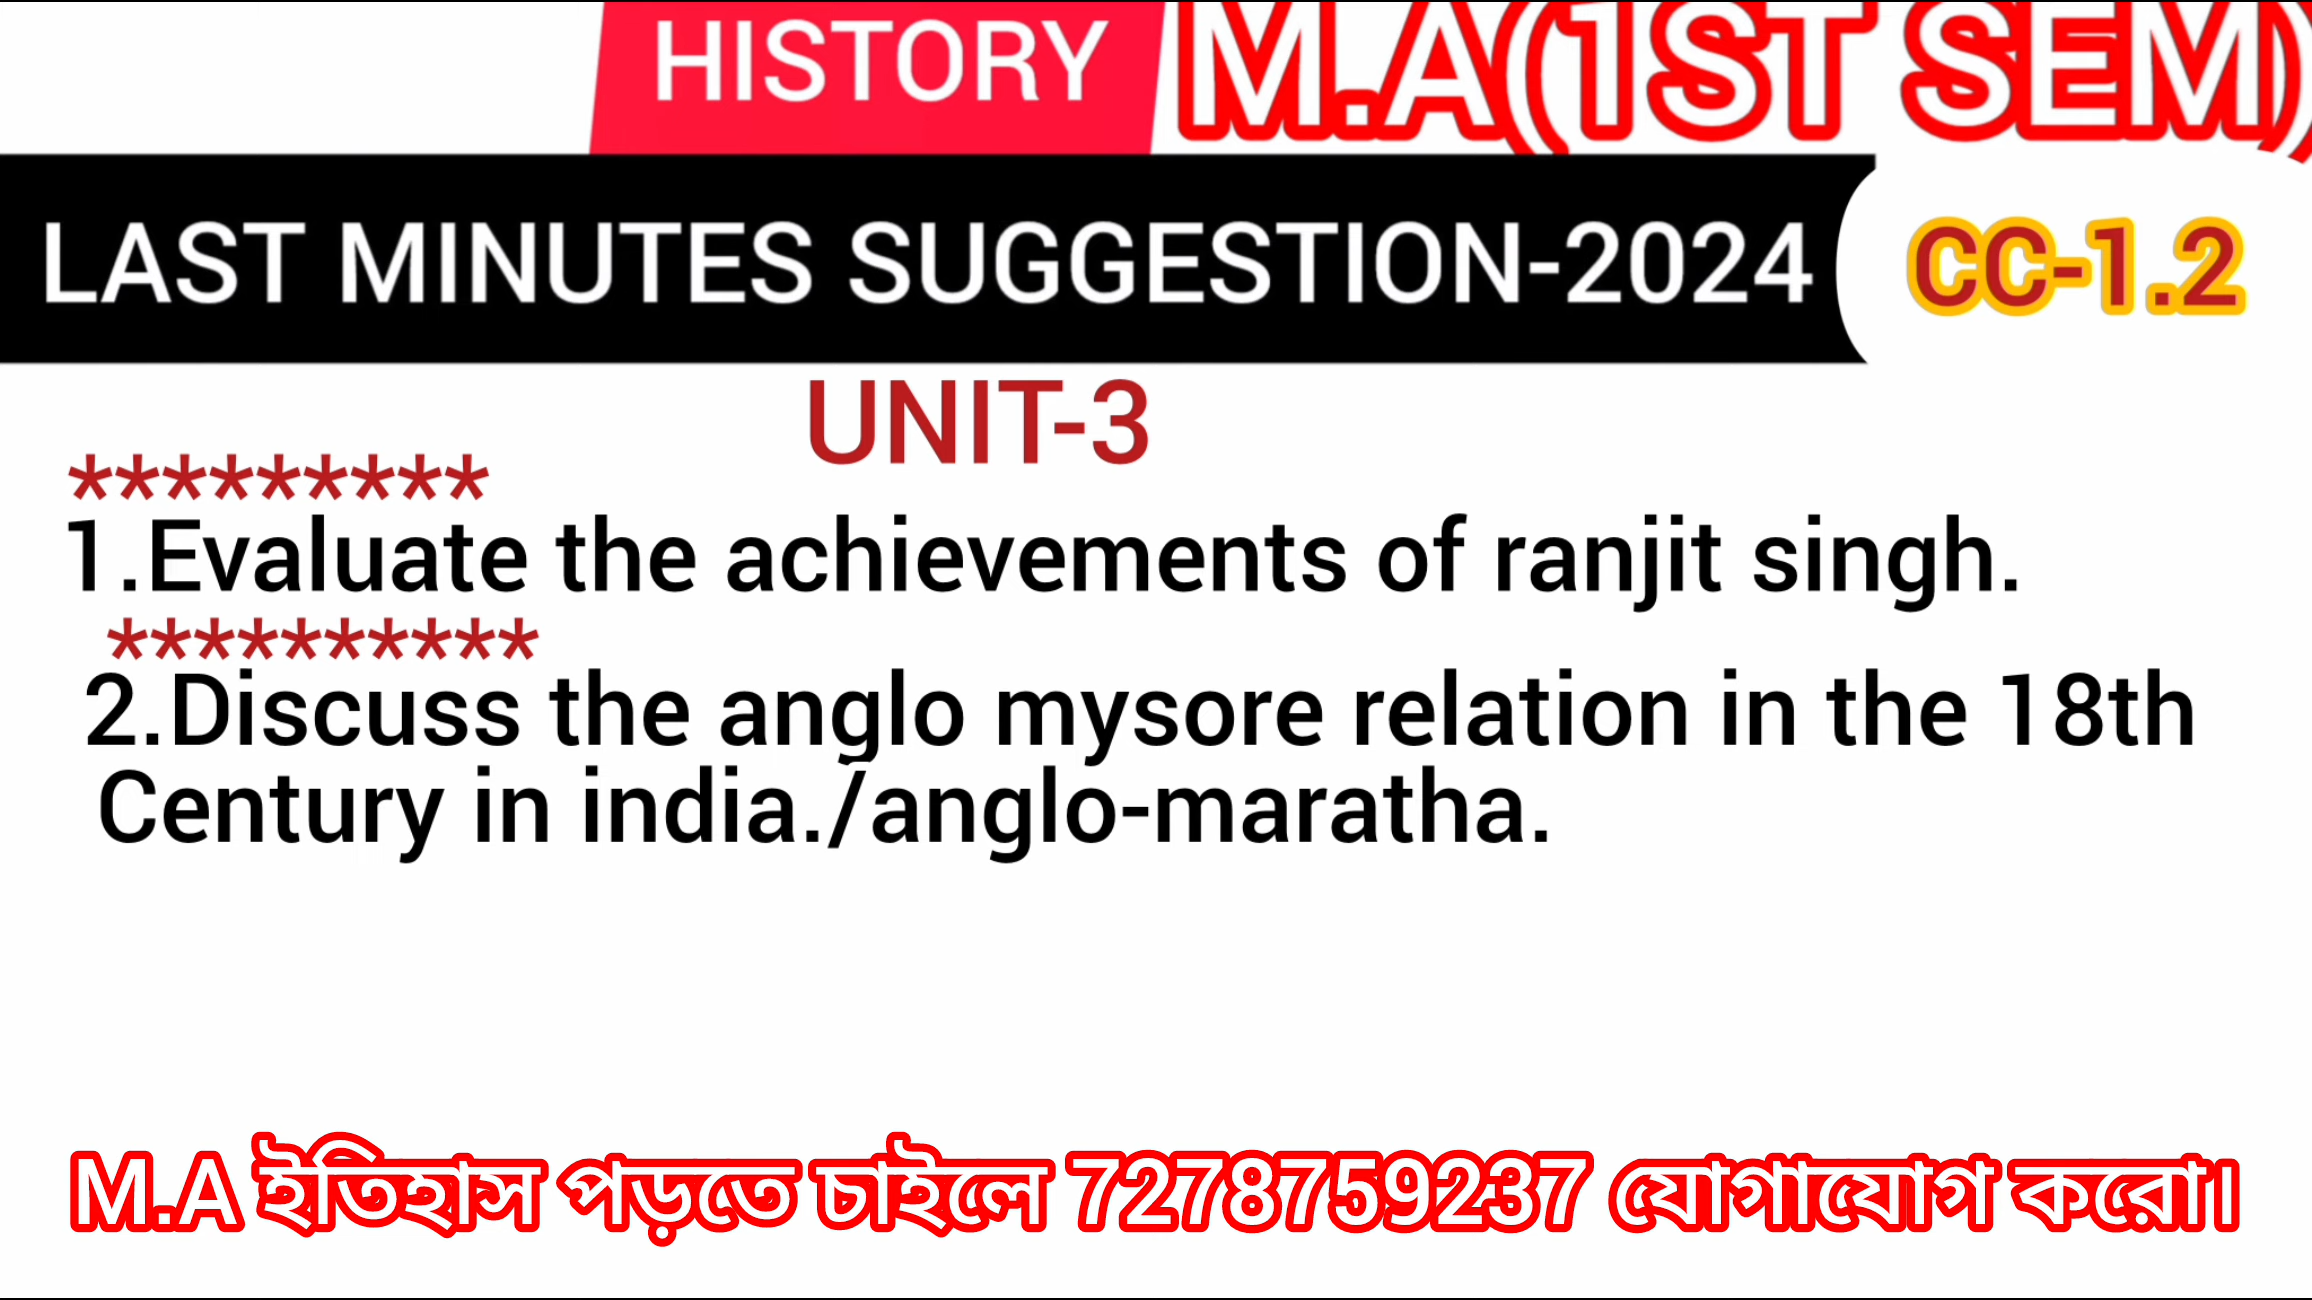 HISTORY M.A(1ST SEM)
LAST MINUTES SUGGESTION-2024 CC-1.2
UNIT-3
*********
1.Evaluate the achievements of ranjit singh.
**********
2.Discuss the anglo mysore relation in the 18th
Century in india./anglo-maratha.
M.A ইতিহাস পড়তে চাইলে 7278759237 যোগাযোগ করো।